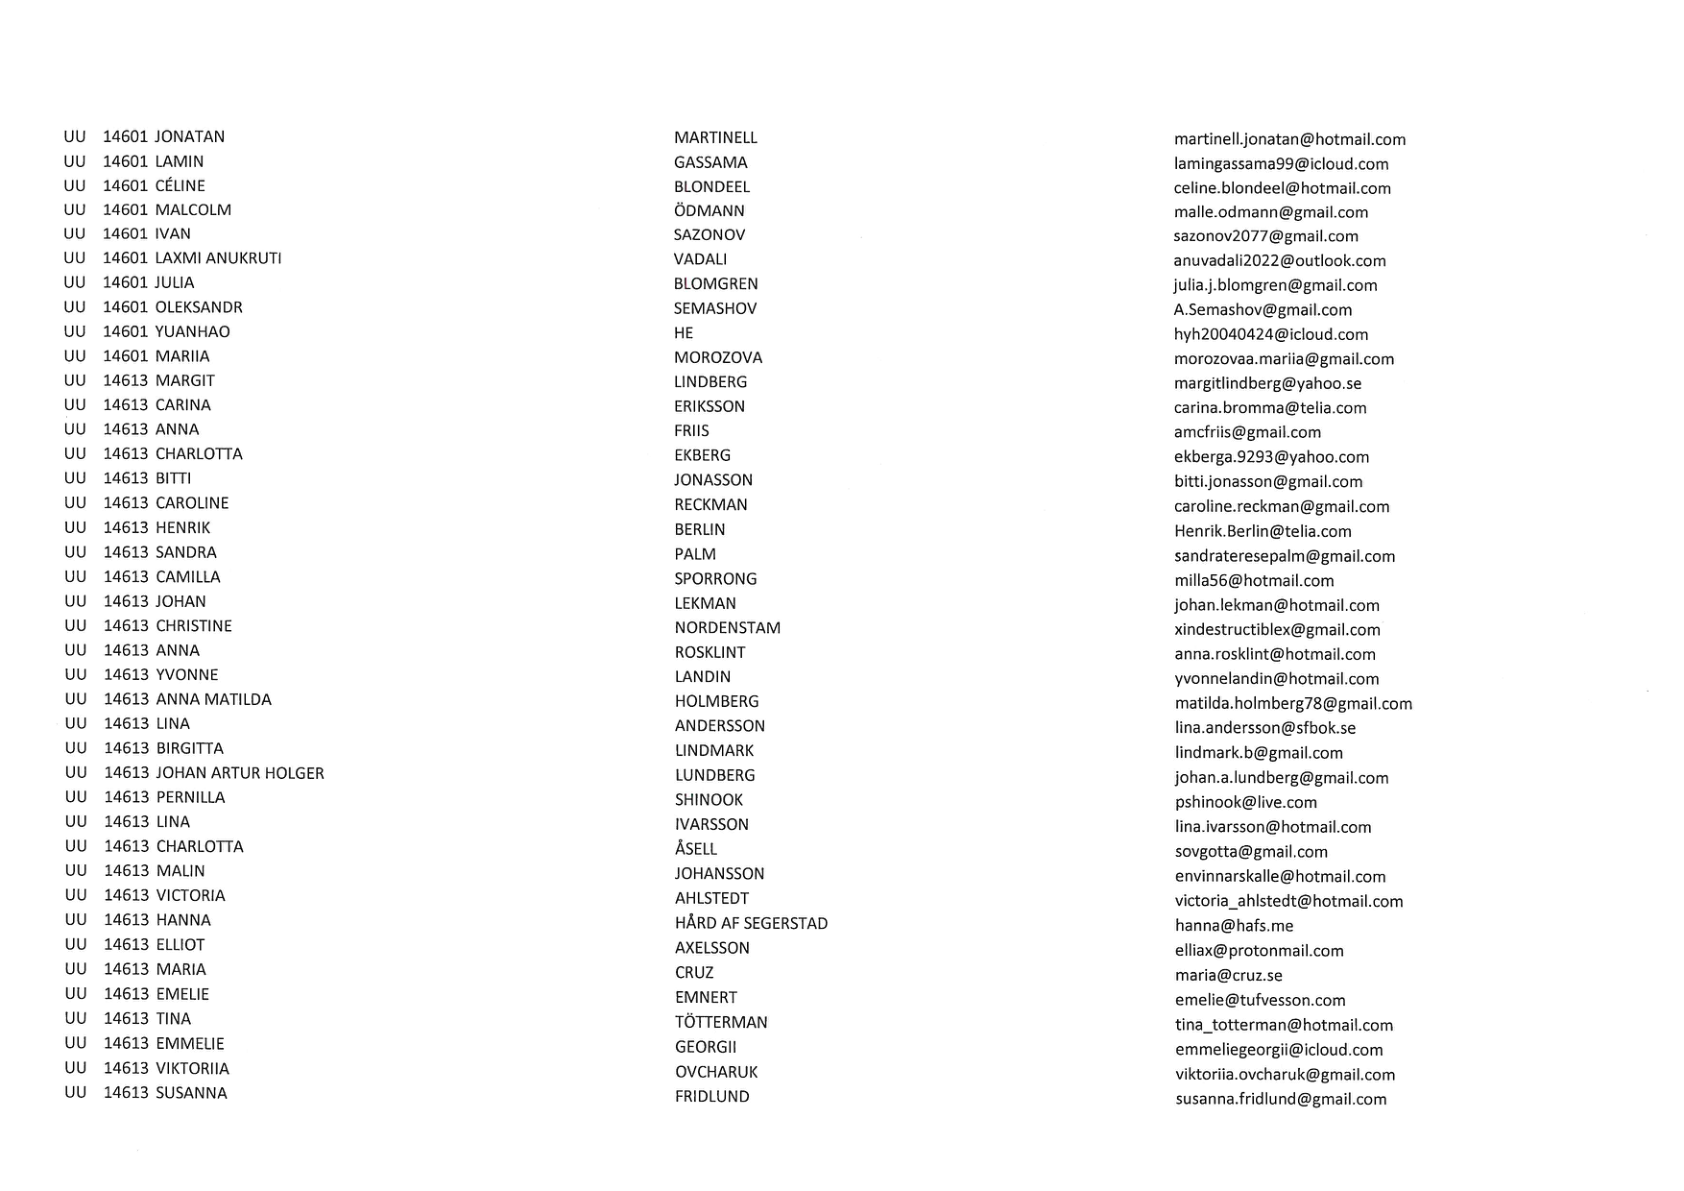 UU 14601 JONATAN MARTINELL martinell.jonatan@hotmail.com
UU 14601 LAMIN GASSAMA lamingassama99@icloud.com
UU 14601 CÉLINE BLONDEEL celine.blondeel@hotmail.com
UU 14601 MALCOLM ÖDMANN malle.odmann@gmail.com
UU 14601 IVAN SAZONOV sazonov2077@gmail.com
UU 14601 LAXMI ANUKRUTI VADALI anuvadali2022@outlook.com
UU 14601 JULIA BLOMGREN julia.j.blomgren@gmail.com
UU 14601 OLEKSANDR SEMASHOV A.Semashov@gmail.com
UU 14601 YUANHAO HE hyh20040424@icloud.com
UU 14601 MARIIA MOROZOVA morozovaa.mariia@gmail.com
UU 14613 MARGIT LINDBERG margitlindberg@yahoo.se
UU 14613 CARINA ERIKSSON carina.bromma@telia.com
UU 14613 ANNA FRIIS amcfriis@gmail.com
UU 14613 CHARLOTTA EKBERG ekberga.9293@yahoo.com
UU 14613 BITTI JONASSON bitti.jonasson@gmail.com
UU 14613 CAROLINE RECKMAN caroline.reckman@gmail.com
UU 14613 HENRIK BERLIN Henrik.Berlin@telia.com
UU 14613 SANDRA PALM sandrateresepalm@gmail.com
UU 14613 CAMILLA SPORRONG milla56@hotmail.com
UU 14613 JOHAN LEKMAN johan.lekman@hotmail.com
UU 14613 CHRISTINE NORDENSTAM xindestructiblex@gmail.com
UU 14613 ANNA ROSKLINT anna.rosklint@hotmail.com
UU 14613 YVONNE LANDIN yvonnelandin@hotmail.com
UU 14613 ANNA MATILDA HOLMBERG matilda.holmberg78@gmail.com
UU 14613 LINA ANDERSSON lina.andersson@sfbok.se
UU 14613 BIRGITTA LINDMARK lindmark.b@gmail.com
UU 14613 JOHAN ARTUR HOLGER LUNDBERG johan.a.lundberg@gmail.com
UU 14613 PERNILLA SHINOOK pshinook@live.com
UU 14613 LINA IVARSSON lina.ivarsson@hotmail.com
UU 14613 CHARLOTTA ÅSELL sovgotta@gmail.com
UU 14613 MALIN JOHANSSON envinnarskalle@hotmail.com
UU 14613 VICTORIA AHLSTEDT victoria_ahlstedt@hotmail.com
UU 14613 HANNA HÅRD AF SEGERSTAD hanna@hafs.me
UU 14613 ELLIOT AXELSSON elliax@protonmail.com
UU 14613 MARIA CRUZ maria@cruz.se
UU 14613 EMELIE EMNERT emelie@tufvesson.com
UU 14613 TINA TÖTTERMAN tina_totterman@hotmail.com
UU 14613 EMMELIE GEORGII emmeliegeorgii@icloud.com
UU 14613 VIKTORIIA OVCHARUK viktoriia.ovcharuk@gmail.com
UU 14613 SUSANNA FRIDLUND susanna.fridlund@gmail.com